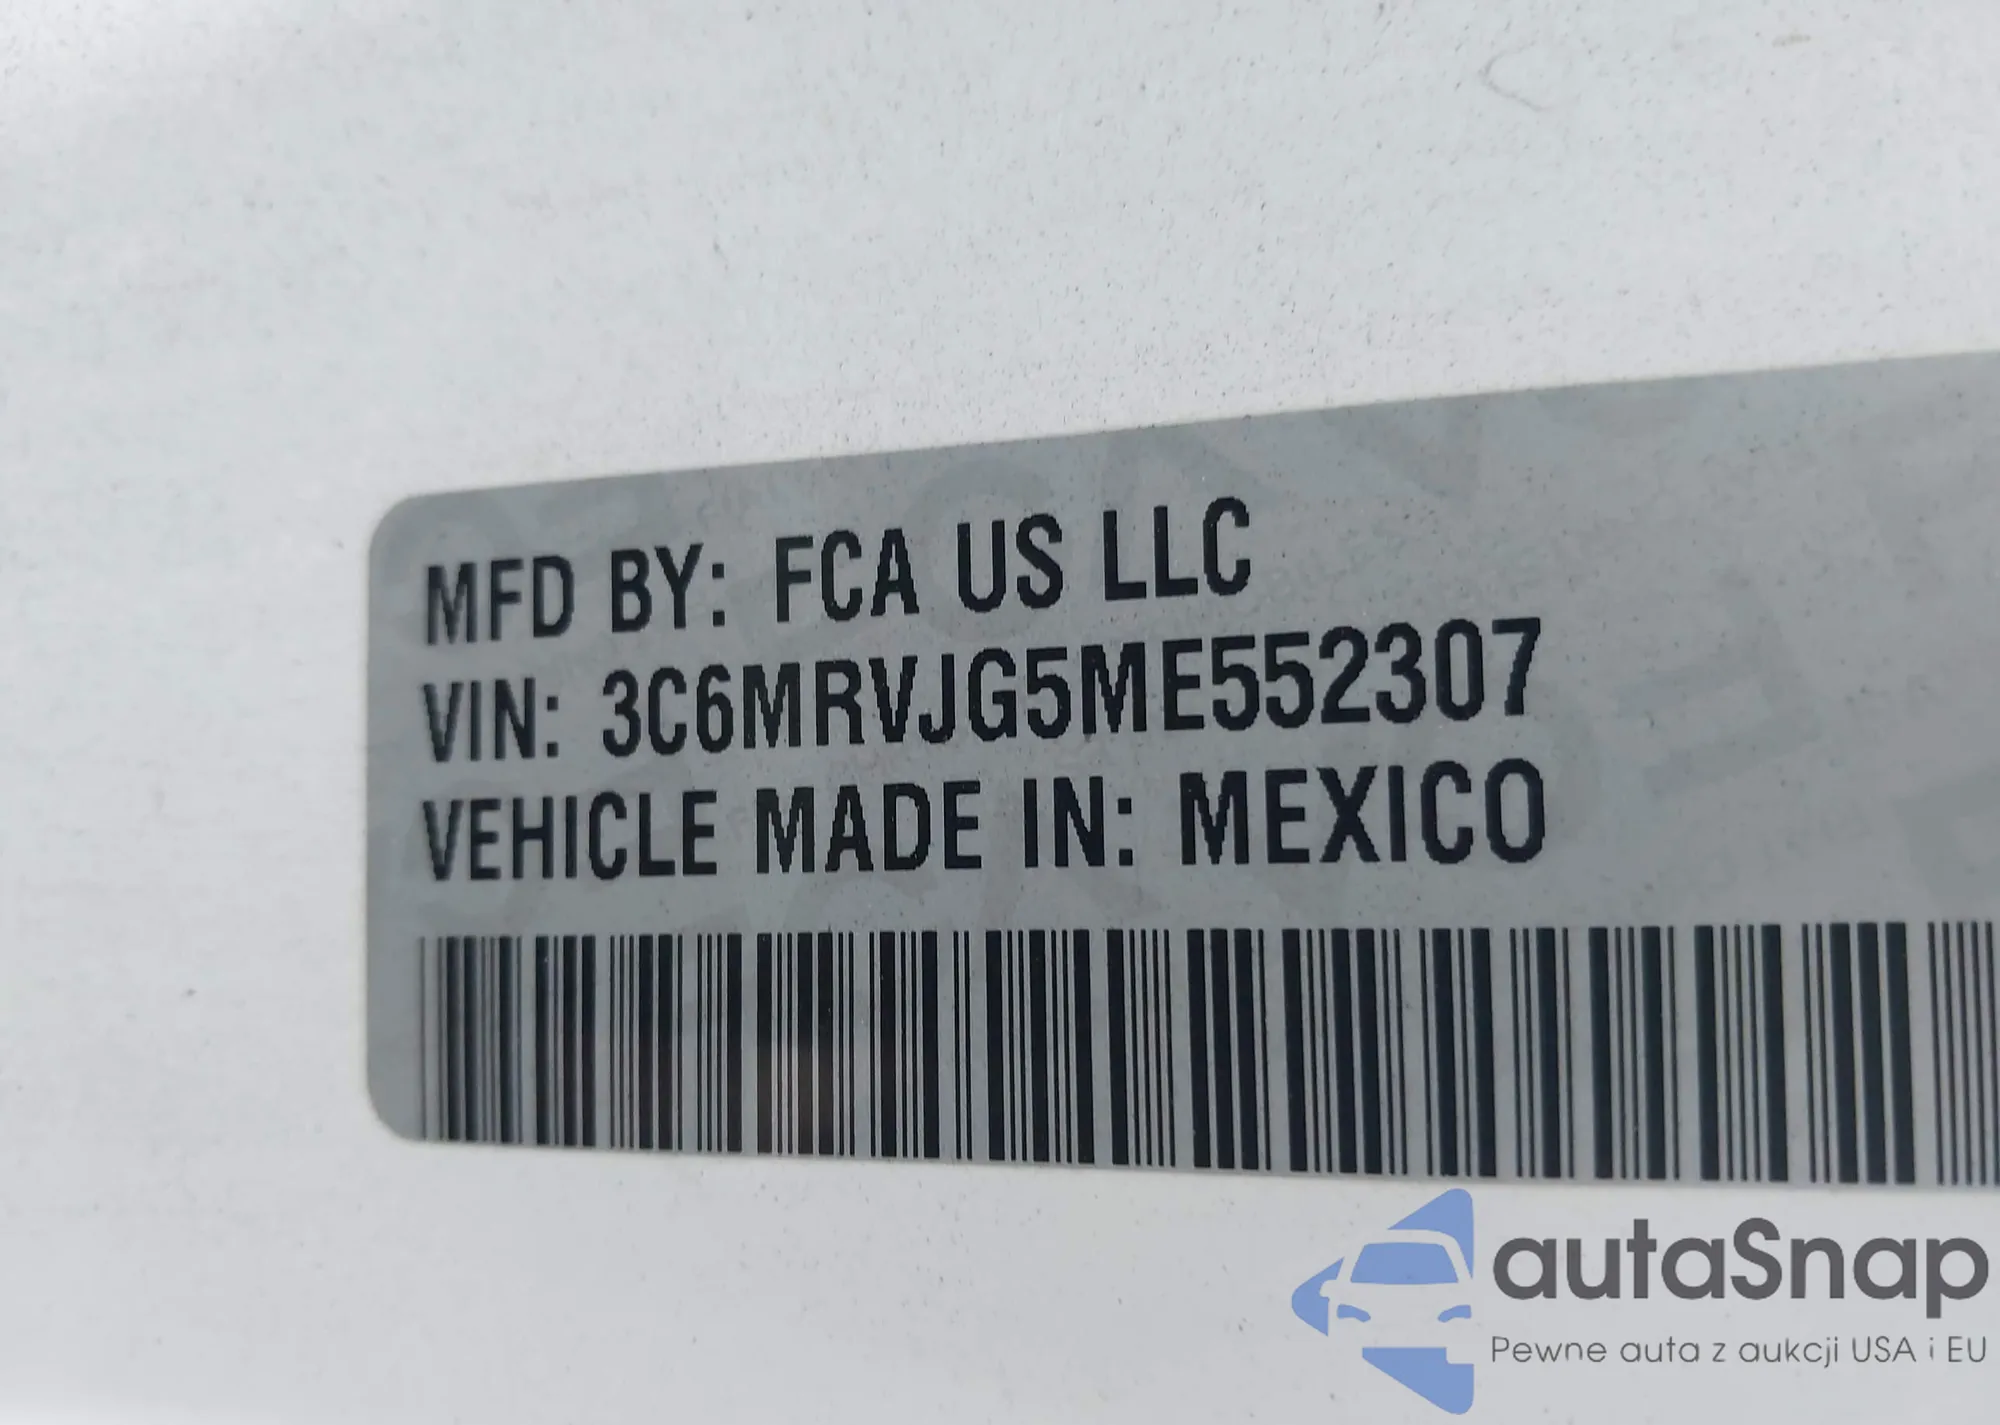 MFD BY: FCA US LLC
VIN: 3C6MRVJG5ME552307
VEHICLE MADE IN: MEXICO
autaSnap
Pewne auta z aukcji USA i EU